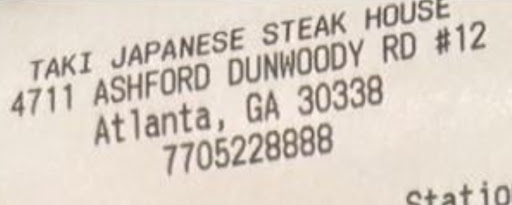 TAKI JAPANESE STEAK HOUSE
4711 ASHFORD DUNWOODY RD #12
Atlanta, GA 30338
7705228888